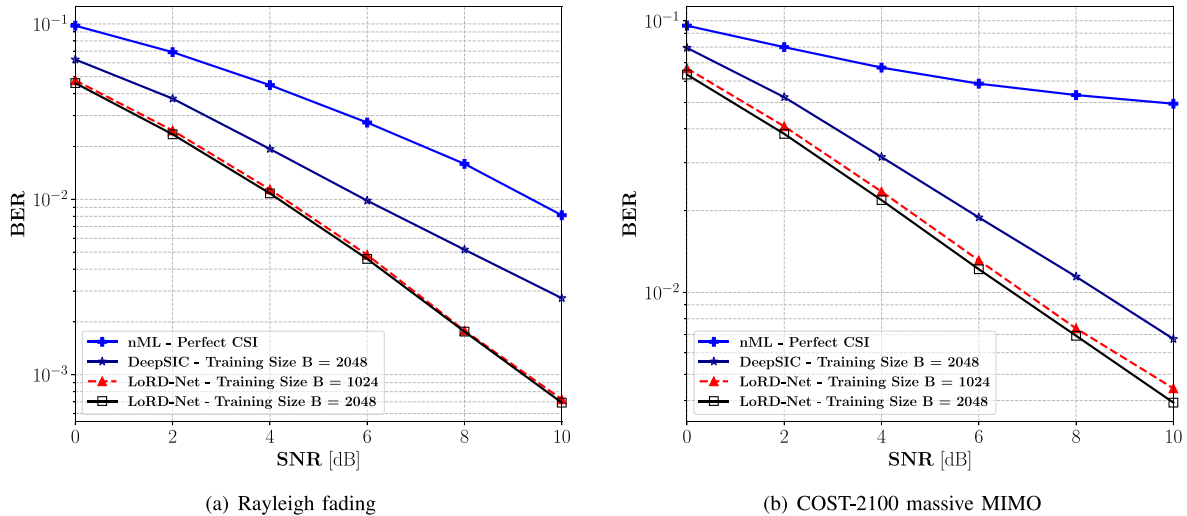 10⁻¹
10⁻²
10⁻³
BER
nML - Perfect CSI
DeepSIC - Training Size B = 2048
LoRD-Net - Training Size B = 1024
LoRD-Net - Training Size B = 2048
0 2 4 6 8 10
SNR [dB]
(a) Rayleigh fading
10⁻¹
10⁻²
BER
nML - Perfect CSI
DeepSIC - Training Size B = 2048
LoRD-Net - Training Size B = 1024
LoRD-Net - Training Size B = 2048
0 2 4 6 8 10
SNR [dB]
(b) COST-2100 massive MIMO